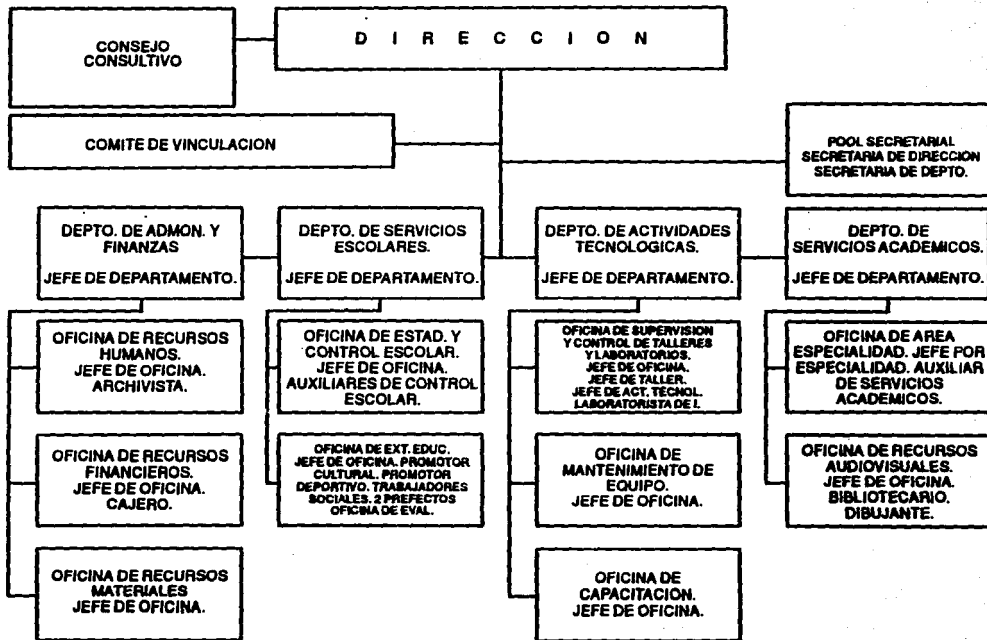 CONSEJO
CONSULTIVO
D I R E C C I O N
COMITE DE VINCULACION
POOL SECRETARIAL
SECRETARIA DE DIRECCION
SECRETARIA DE DEPTO.
DEPTO. DE ADMON. Y
FINANZAS
JEFE DE DEPARTAMENTO.
DEPTO. DE SERVICIOS
ESCOLARES.
JEFE DE DEPARTAMENTO.
DEPTO. DE ACTIVIDADES
TECNOLOGICAS.
JEFE DE DEPARTAMENTO.
DEPTO. DE
SERVICIOS ACADEMICOS.
JEFE DE DEPARTAMENTO.
OFICINA DE RECURSOS
HUMANOS.
JEFE DE OFICINA.
ARCHIVISTA.
OFICINA DE ESTAD. Y
CONTROL ESCOLAR.
JEFE DE OFICINA.
AUXILIARES DE CONTROL
ESCOLAR.
OFICINA DE SUPERVISION
Y CONTROL DE TALLERES
Y LABORATORIOS.
JEFE DE OFICINA.
JEFE DE TALLER.
JEFE DE ACT. TECNOL.
LABORATORISTA DE I.
OFICINA DE AREA
ESPECIALIDAD. JEFE POR
ESPECIALIDAD. AUXILIAR
DE SERVICIOS
ACADEMICOS.
OFICINA DE RECURSOS
FINANCIEROS.
JEFE DE OFICINA.
CAJERO.
OFICINA DE EXT. EDUC.
JEFE DE OFICINA. PROMOTOR
CULTURAL. PROMOTOR
DEPORTIVO. TRABAJADORES
SOCIALES. 2 PREFECTOS
OFICINA DE EVAL.
OFICINA DE
MANTENIMIENTO DE
EQUIPO.
JEFE DE OFICINA.
OFICINA DE RECURSOS
AUDIOVISUALES.
JEFE DE OFICINA.
BIBLIOTECARIO.
DIBUJANTE.
OFICINA DE RECURSOS
MATERIALES
JEFE DE OFICINA.
OFICINA DE
CAPACITACION.
JEFE DE OFICINA.